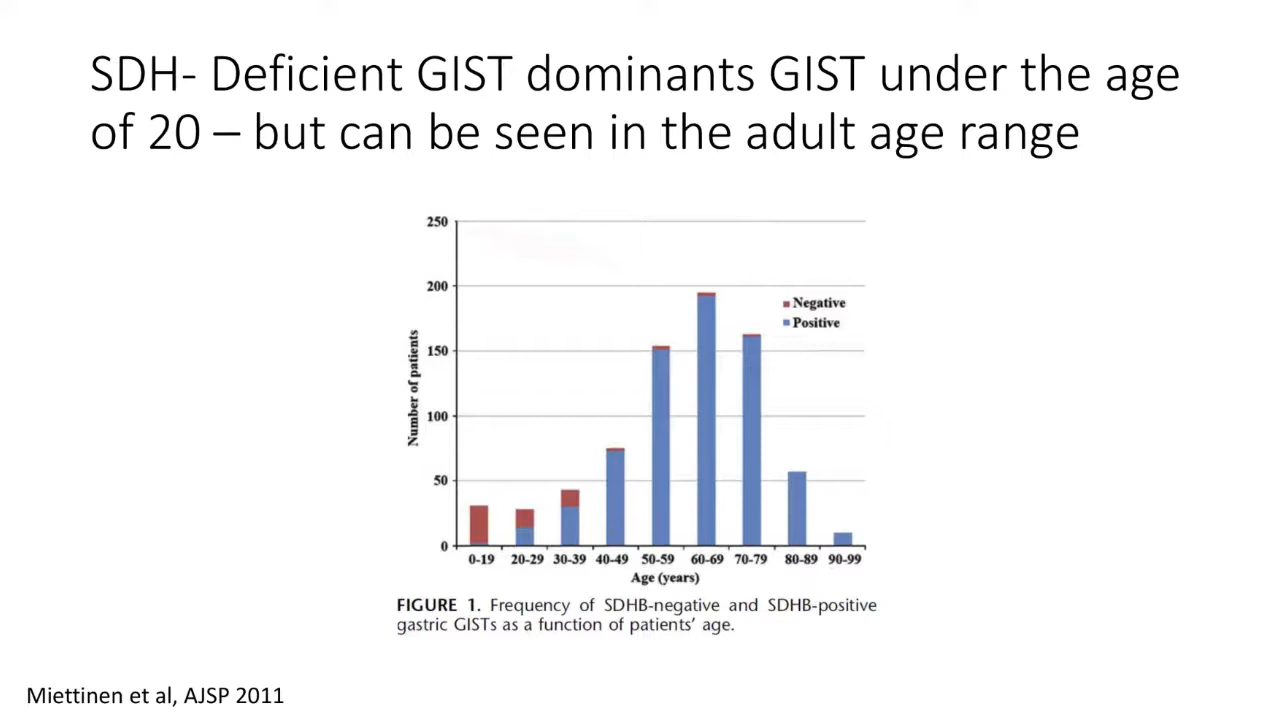 SDH- Deficient GIST dominants GIST under the age
of 20 – but can be seen in the adult age range
250
200
150
100
50
0
Number of patients
Negative
Positive
0-19 20-29 30-39 40-49 50-59 60-69 70-79 80-89 90-99
Age (years)
FIGURE 1. Frequency of SDHB-negative and SDHB-positive
gastric GISTs as a function of patients' age.
Miettinen et al, AJSP 2011